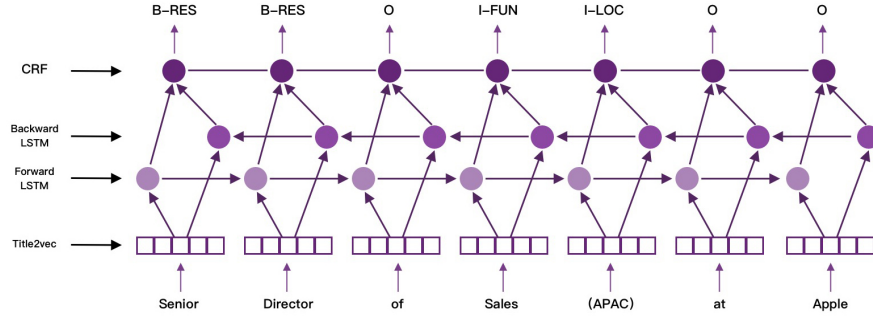 B–RES B–RES O I–FUN I–LOC O O
CRF
Backward
LSTM
Forward
LSTM
Title2vec
Senior Director of Sales (APAC) at Apple